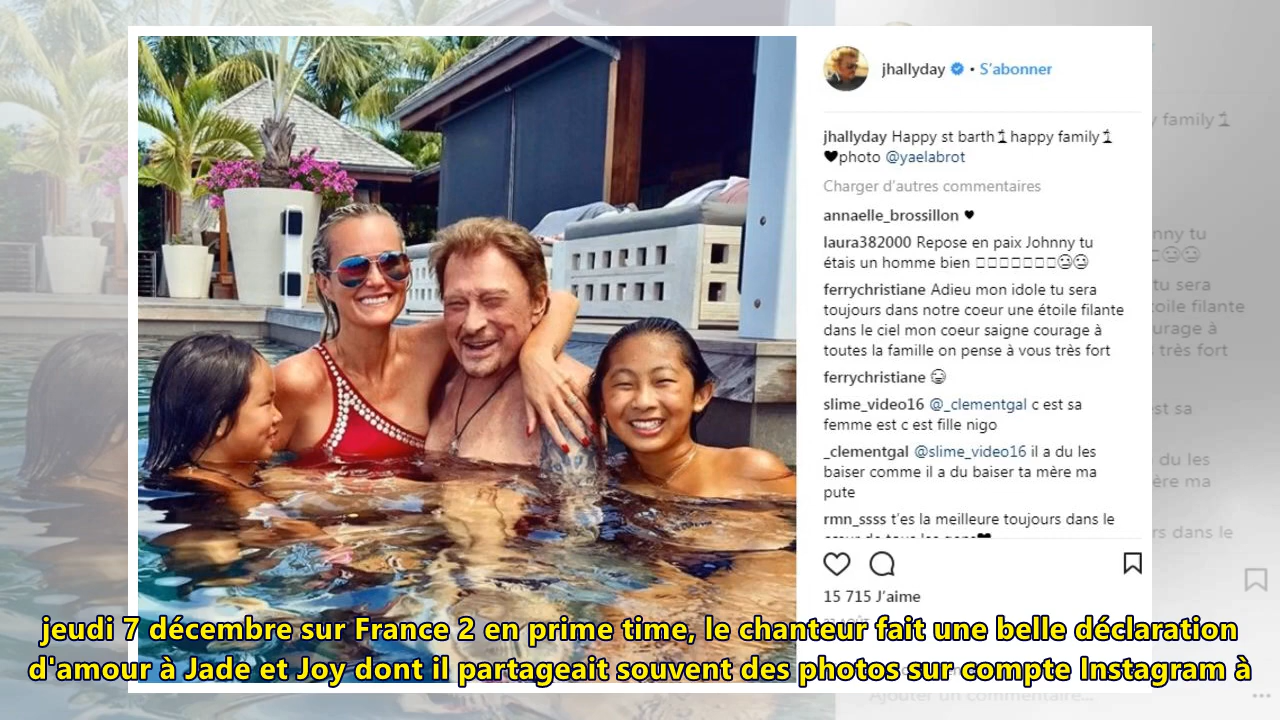 jhallyday • S'abonner
jhallyday Happy st barth happy family
photo @yaelabrot
Charger d'autres commentaires
annaelle_brossillon
laura382000 Repose en paix Johnny tu
étais un homme bien
ferrychristiane Adieu mon idole tu sera
toujours dans notre coeur une étoile filante
dans le ciel mon coeur saigne courage à
toutes la famille on pense à vous très fort
ferrychristiane
slime_video16 @_clementgal c est sa
femme est c est fille nigo
_clementgal @slime_video16 il a du les
baiser comme il a du baiser ta mère ma
pute
rmn_ssss t'es la meilleure toujours dans le
15 715 J'aime
jeudi 7 décembre sur France 2 en prime time, le chanteur fait une belle déclaration
d'amour à Jade et Joy dont il partageait souvent des photos sur compte Instagram à
Ajouter un commentaire...